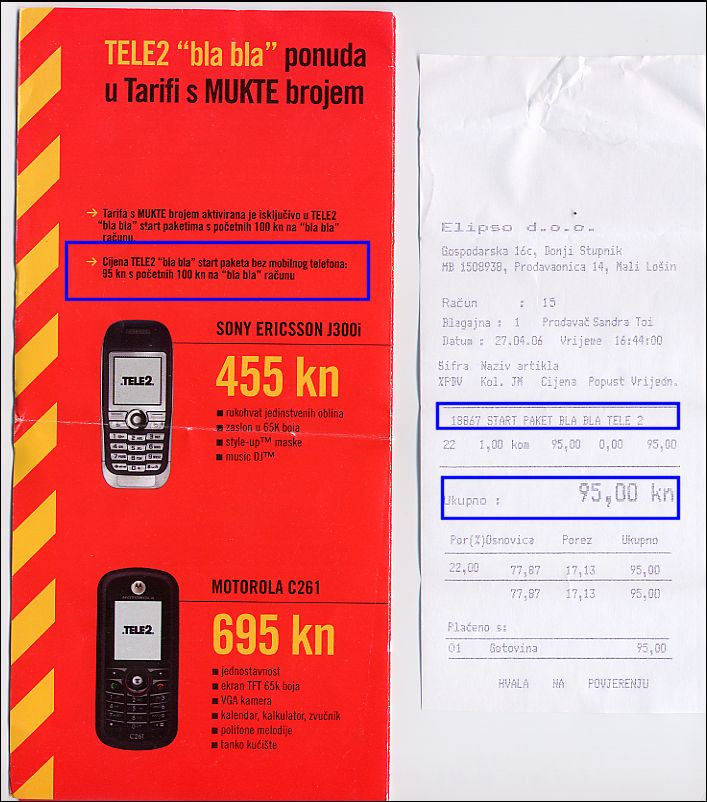 TELE2 “bla bla” ponuda
u Tarifi s MUKTE brojem
→ Tarifa s MUKTE brojem aktivirana je isključivo u TELE2
“bla bla” start paketima s početnih 100 kn na “bla bla”
računu.
→ Cijena TELE2 “bla bla” start paketa bez mobilnog telefona:
95 kn s početnih 100 kn na “bla bla” računu
SONY ERICSSON J300i
455 kn
■ rukohvat jedinstvenih oblina
■ zaslon u 65K boja
■ style-up™ maske
■ music DJ™
.TELE2.
MOTOROLA C261
695 kn
■ jednostavnost
■ ekran TFT 65k boja
■ VGA kamera
■ kalendar, kalkulator, zvučnik
■ polifone melodije
■ tanko kućište
MOTOROLA
.TELE2.
C261
Elipso d.o.o.
Gospodarska 16c, Donji Stupnik
MB 1508938, Prodavaonica 14, Mali Lošin
Račun : 15
Blagajna : 1 Prodavač Sandra Toi
Datum : 27.04.06 Vrijeme 16:44:00
Šifra Naziv artikla
%PDV Kol. JM Cijena Popust Vrijedn.
18867 START PAKET BLA BLA TELE 2
22 1,00 kom 95,00 0,00 95,00
Ukupno : 95,00 kn
Por(%)Osnovica Porez Ukupno
22,00 77,87 17,13 95,00
77,87 17,13 95,00
Plaćeno s:
01 Gotovina 95,00
HVALA NA POVJERENJU